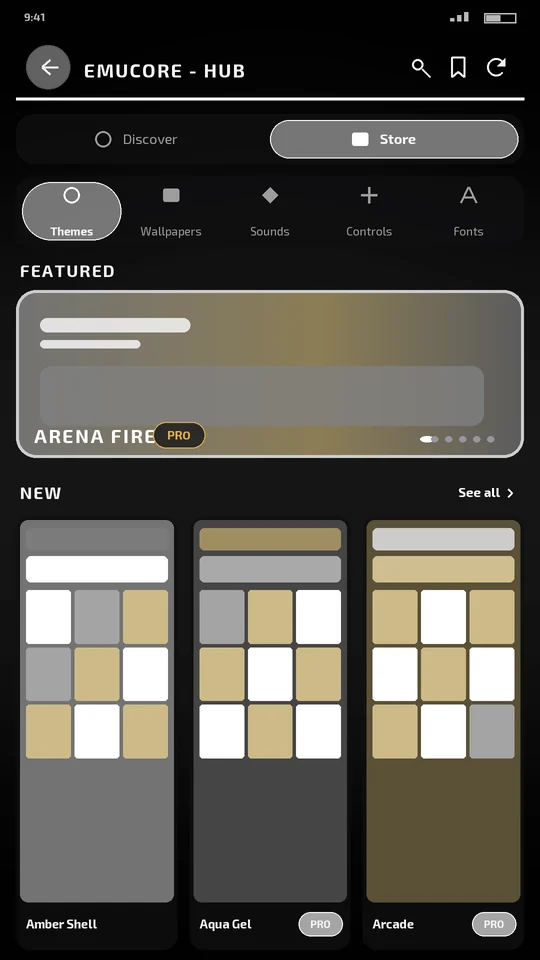 9:41
EMUCORE - HUB
Discover
Store
Themes
Wallpapers
Sounds
Controls
Fonts
FEATURED
ARENA FIRE
PRO
NEW
See all
Amber Shell
Aqua Gel
PRO
Arcade
PRO